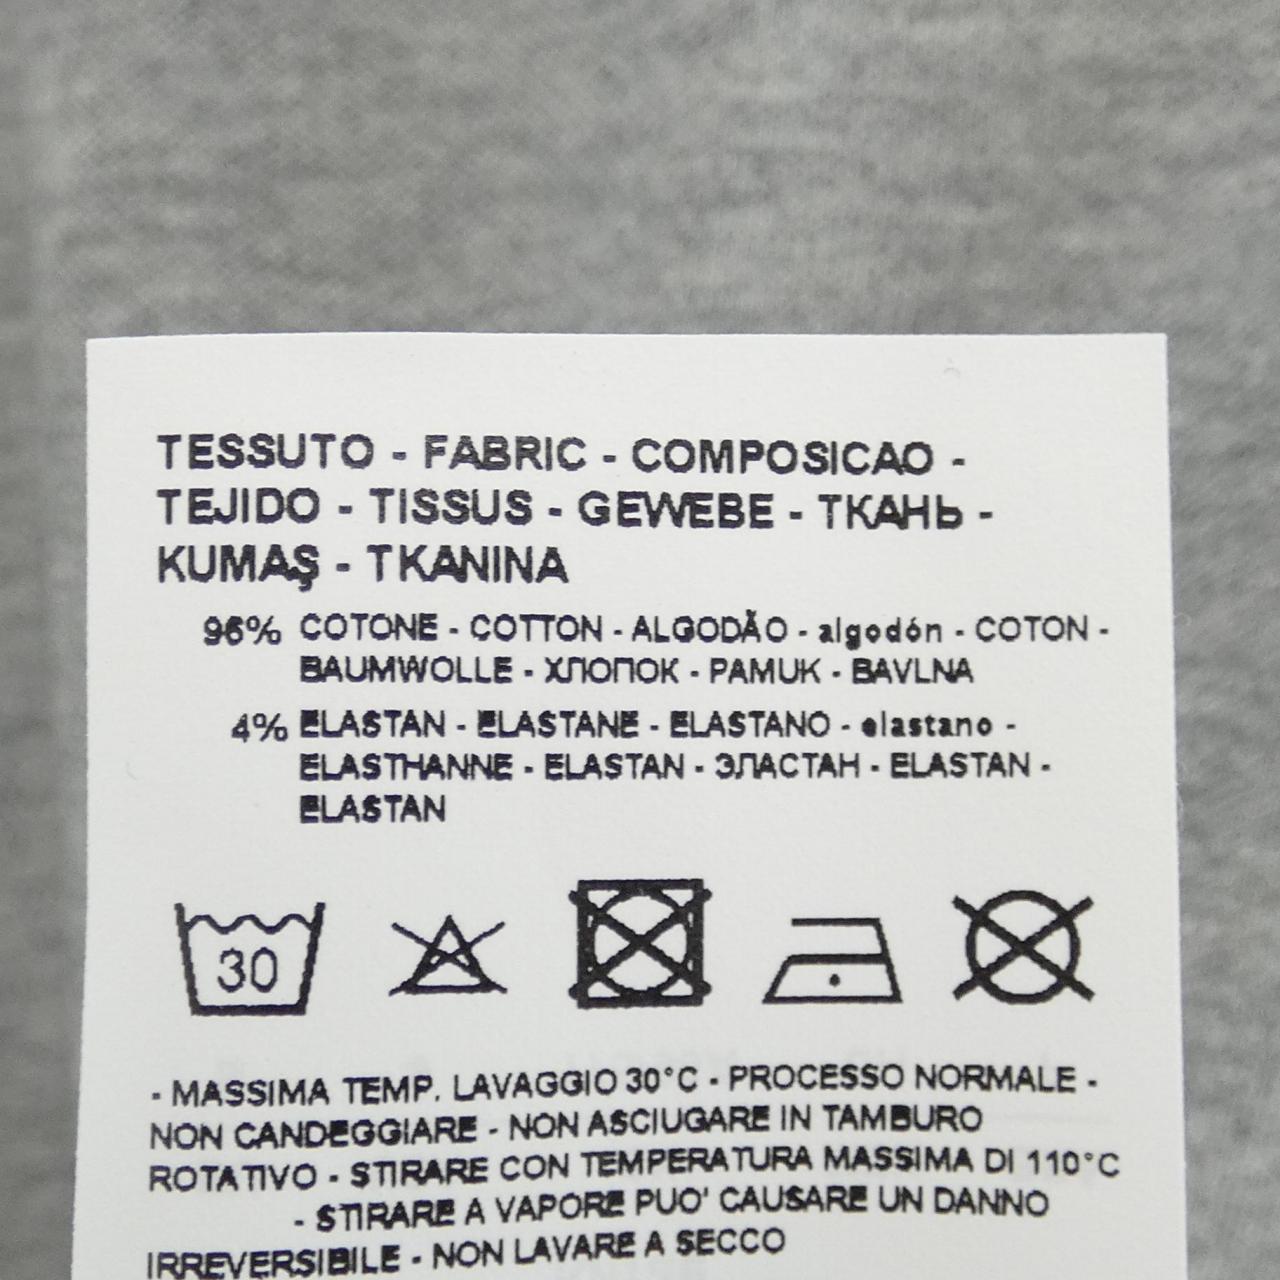 TESSUTO - FABRIC - COMPOSICAO -
TEJIDO - TISSUS - GEWEBE - ТКАНЬ -
KUMAŞ - TKANINA
96% COTONE - COTTON - ALGODÃO - algodón - COTON -
BAUMWOLLE - ХЛОПОК - PAMUK - BAVLNA
4% ELASTAN - ELASTANE - ELASTANO - elastano -
ELASTHANNE - ELASTAN - ЭЛАСТАН - ELASTAN -
ELASTAN
30
- MASSIMA TEMP. LAVAGGIO 30°C - PROCESSO NORMALE -
NON CANDEGGIARE - NON ASCIUGARE IN TAMBURO
ROTATIVO - STIRARE CON TEMPERATURA MASSIMA DI 110°C
- STIRARE A VAPORE PUO' CAUSARE UN DANNO
IRREVERSIBILE - NON LAVARE A SECCO